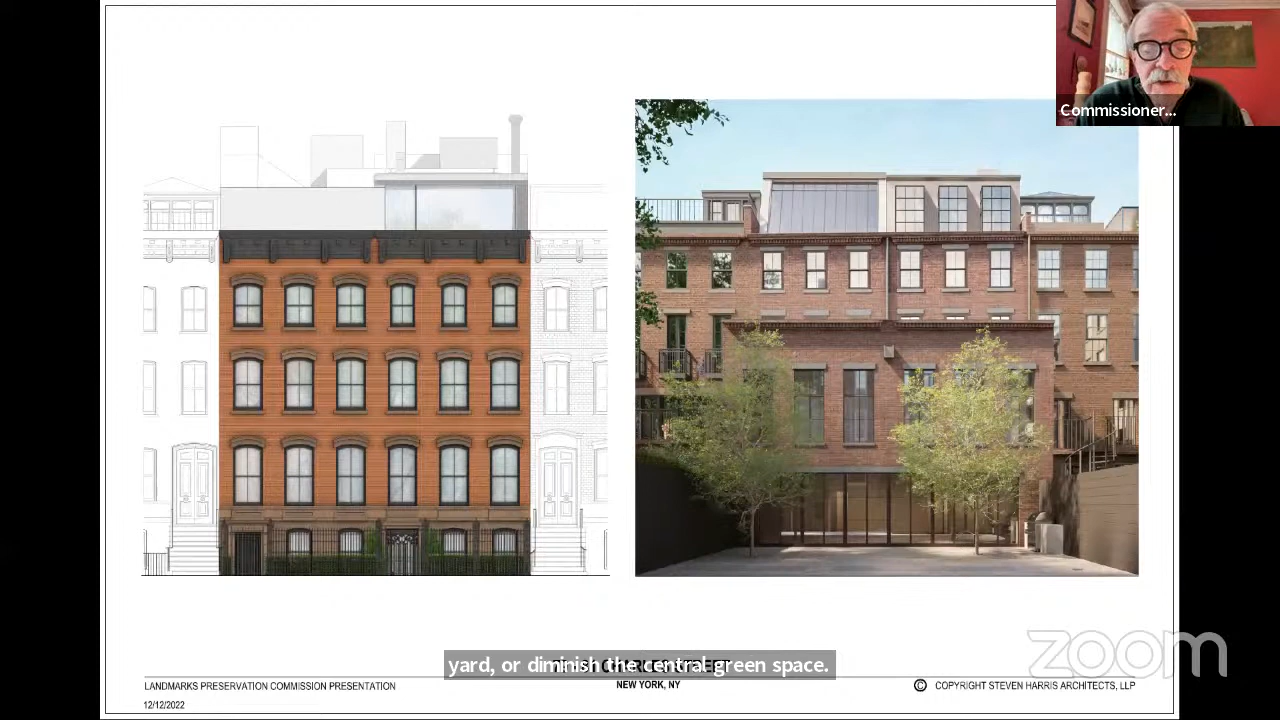 Commissioner...
zoom
yard, or diminish the central green space.
LANDMARKS PRESERVATION COMMISSION PRESENTATION
NEW YORK, NY
© COPYRIGHT STEVEN HARRIS ARCHITECTS, LLP
12/12/2022